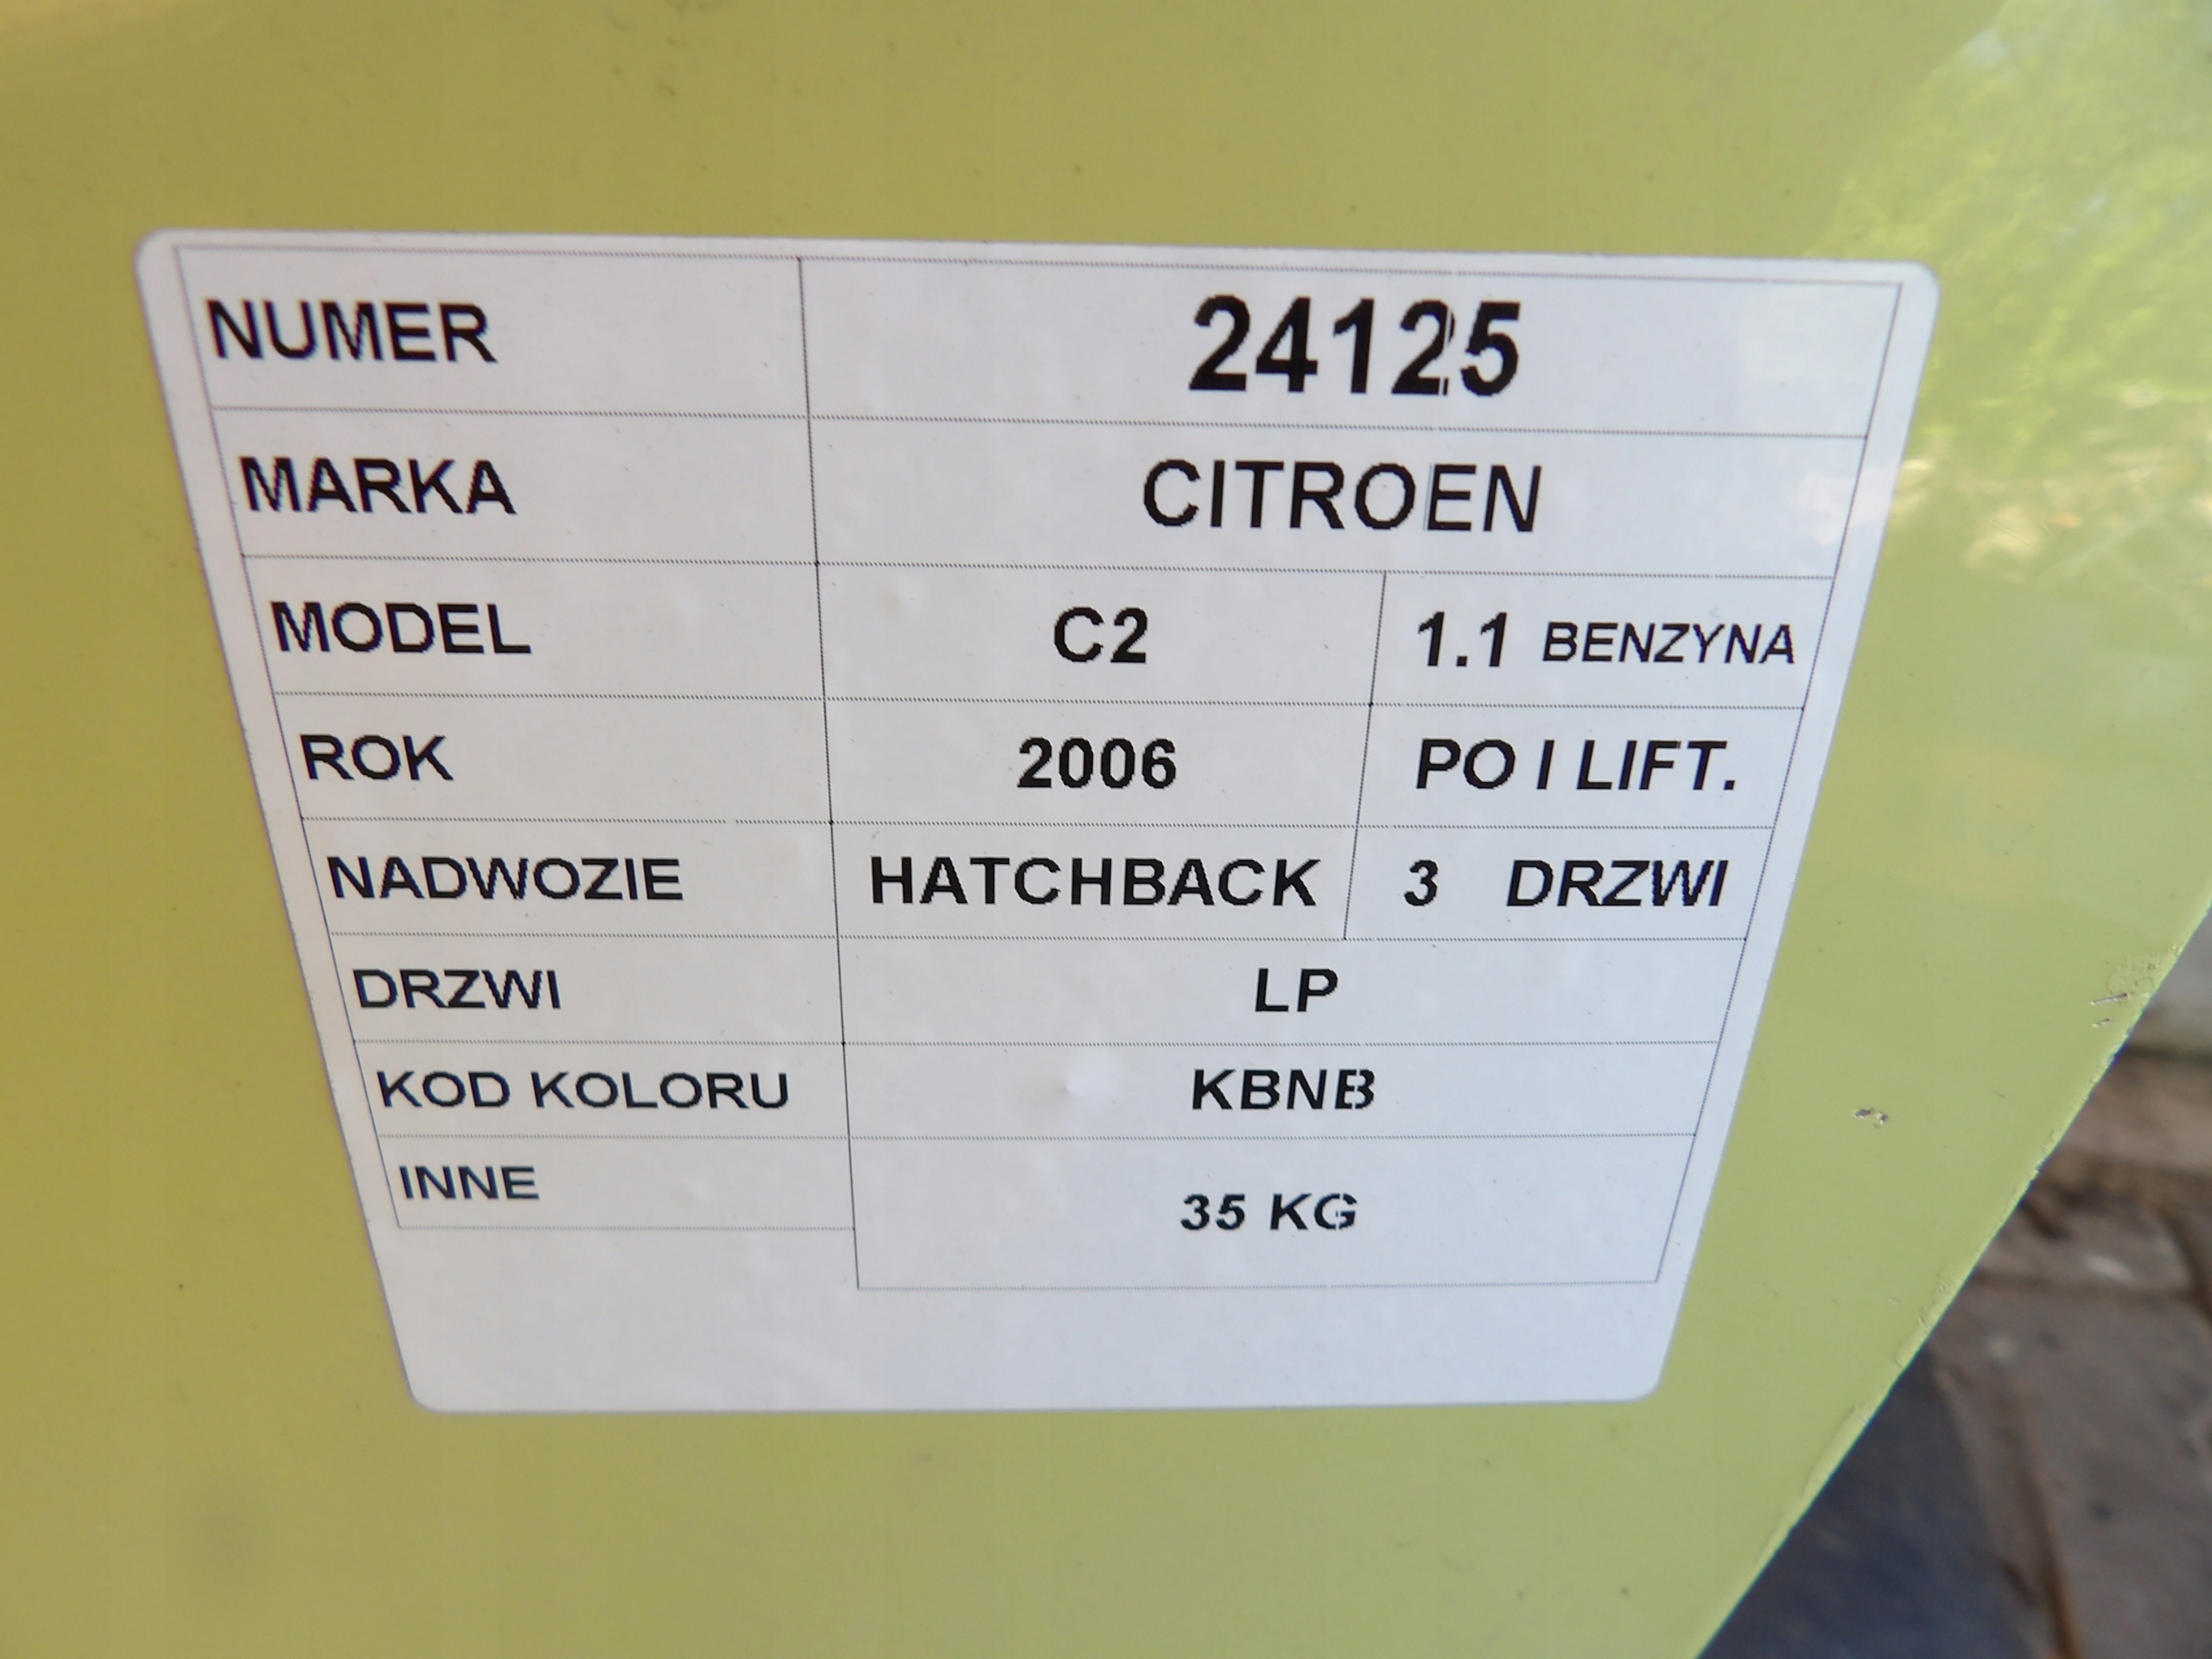 NUMER 24125
MARKA CITROEN
MODEL C2 1.1 BENZYNA
ROK 2006 PO I LIFT.
NADWOZIE HATCHBACK 3 DRZWI
DRZWI LP
KOD KOLORU KBNB
INNE 35 KG